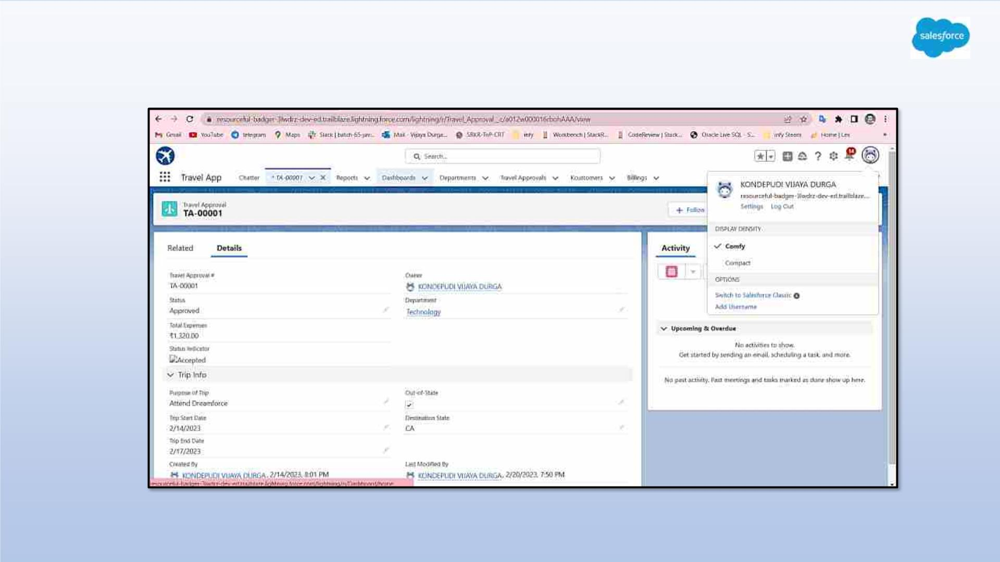 salesforce
resourceful-badger-3lwdrz-dev-ed.trailblaze.lightning.force.com/lightning/r/Travel_Approval__c/a012w000016cbohAAA/view
Gmail YouTube telegram Maps Slack | batch-65-jav... Mail - Vijaya Durga... SRKR-TnP-CRT infy Workbench | StackR... CodeReview | Stack... Oracle Live SQL - S... infy Steem Home | Lex
Search...
14
Travel App Chatter * TA-00001 Reports Dashboards Departments Travel Approvals Koustomers Billings
KONDEPUDI VIJAYA DURGA
resourceful-badger-3lwdrz-dev-ed.trailblaze....
Settings Log Out
Travel Approval
TA-00001
+ Follow
DISPLAY DENSITY
Comfy
Compact
OPTIONS
Switch to Salesforce Classic
Add Username
Related Details
Activity
Travel Approval #
TA-00001
Owner
KONDEPUDI VIJAYA DURGA
Status
Approved
Department
Technology
Total Expenses
₹1,320.00
Status Indicator
Accepted
Trip Info
Purpose of Trip
Attend Dreamforce
Out-of-State
Trip Start Date
2/14/2023
Destination State
CA
Trip End Date
2/17/2023
Created By
KONDEPUDI VIJAYA DURGA, 2/14/2023, 8:01 PM
Last Modified By
KONDEPUDI VIJAYA DURGA, 2/20/2023, 7:50 PM
Upcoming & Overdue
No activities to show.
Get started by sending an email, scheduling a task, and more.
No past activity. Past meetings and tasks marked as done show up here.
resourceful-badger-3lwdrz-dev-ed.trailblaze.lightning.force.com/lightning/o/Dashboard/home